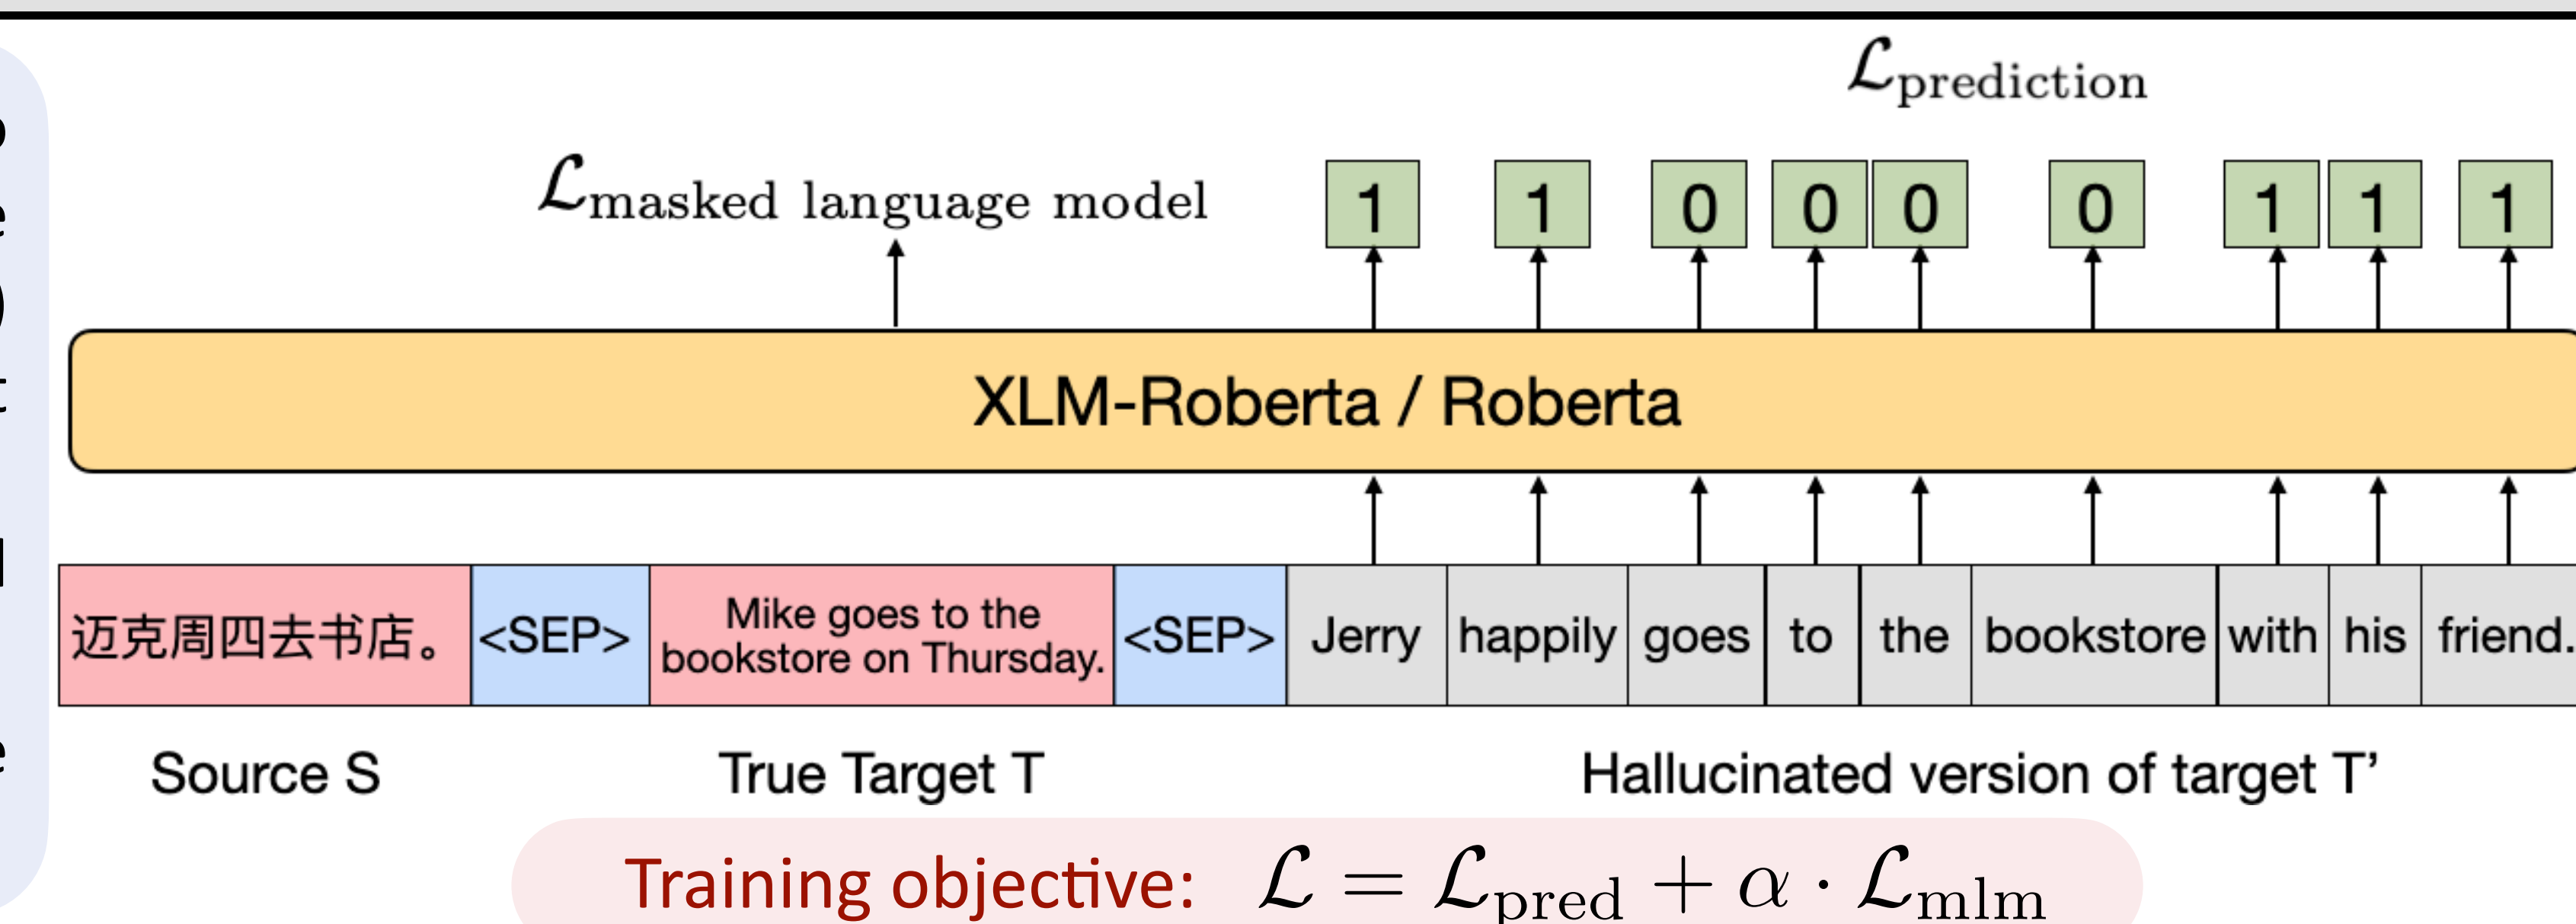 ℒprediction
ℒmasked language model
1 1 0 0 0 0 1 1 1
XLM-Roberta / Roberta
迈克周四去书店。 <SEP> Mike goes to the bookstore on Thursday. <SEP> Jerry happily goes to the bookstore with his friend.
Source S True Target T Hallucinated version of target T’
Training objective: ℒ = ℒpred + α · ℒmlm